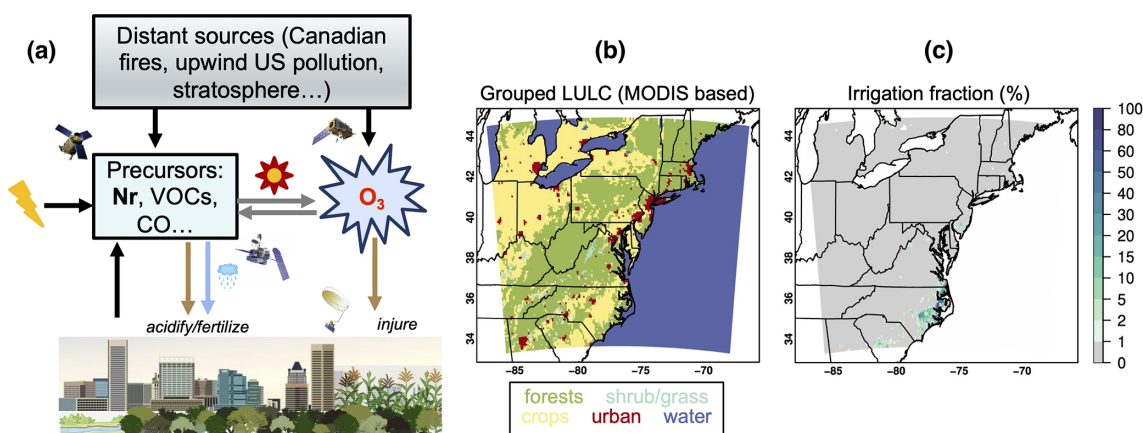 (a)
Distant sources (Canadian
fires, upwind US pollution,
stratosphere…)
Precursors:
Nr, VOCs,
CO…
O₃
acidify/fertilize
injure
(b)
Grouped LULC (MODIS based)
44
42
40
38
36
34
−85
−80
−75
−70
forests shrub/grass
crops urban water
(c)
Irrigation fraction (%)
44
42
40
38
36
34
−85
−80
−75
−70
100
80
60
50
40
30
20
10
5
2
1
0